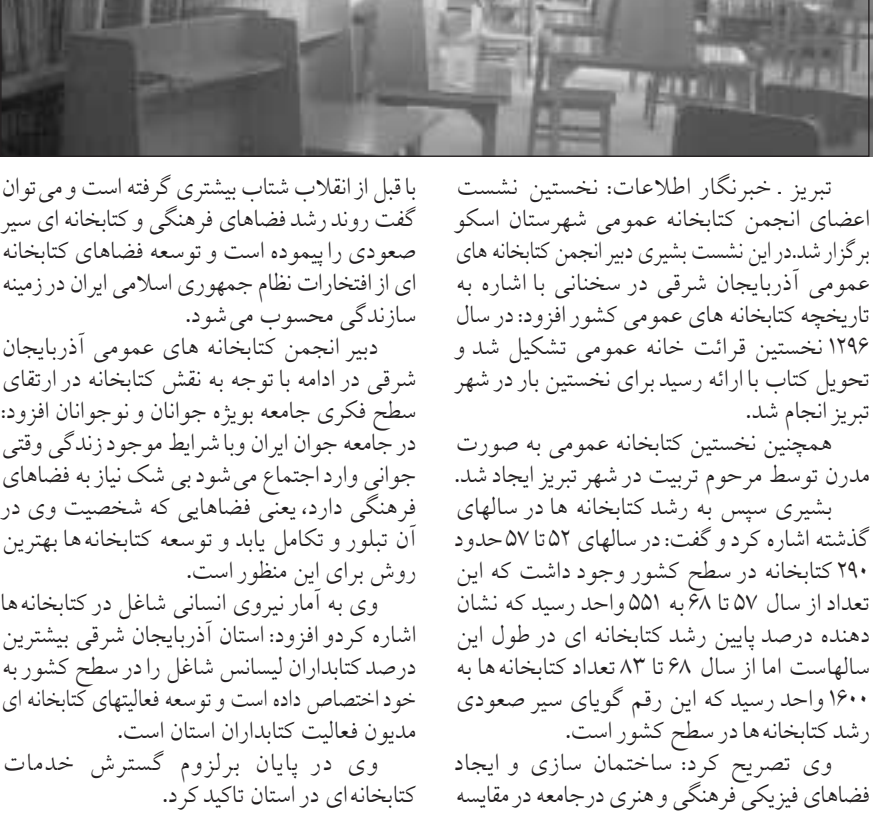 تبریز ـ خبرنگار اطلاعات: نخستین نشست
اعضای انجمن کتابخانه عمومی شهرستان اسکو
برگزار شد.در این نشست بشیری دبیر انجمن کتابخانه های
عمومی آذربایجان شرقی در سخنانی با اشاره به
تاریخچه کتابخانه های عمومی کشور افزود: در سال
۱۲۹۶ نخستین قرائت خانه عمومی تشکیل شد و
تحویل کتاب با ارائه رسید برای نخستین بار در شهر
تبریز انجام شد.
همچنین نخستین کتابخانه عمومی به صورت
مدرن توسط مرحوم تربیت در شهر تبریز ایجاد شد.
بشیری سپس به رشد کتابخانه ها در سالهای
گذشته اشاره کرد و گفت: در سالهای ۵۲ تا ۵۷ حدود
۲۹۰ کتابخانه در سطح کشور وجود داشت که این
تعداد از سال ۵۷ تا ۶۸ به ۵۵۱ واحد رسید که نشان
دهنده درصد پایین رشد کتابخانه ای در طول این
سالهاست اما از سال ۶۸ تا ۸۳ تعداد کتابخانه ها به
۱۶۰۰ واحد رسید که این رقم گویای سیر صعودی
رشد کتابخانه ها در سطح کشور است.
وی تصریح کرد: ساختمان سازی و ایجاد
فضاهای فیزیکی فرهنگی و هنری درجامعه در مقایسه
با قبل از انقلاب شتاب بیشتری گرفته است و می توان
گفت روند رشد فضاهای فرهنگی و کتابخانه ای سیر
صعودی را پیموده است و توسعه فضاهای کتابخانه
ای از افتخارات نظام جمهوری اسلامی ایران در زمینه
سازندگی محسوب می شود.
دبیر انجمن کتابخانه های عمومی آذربایجان
شرقی در ادامه با توجه به نقش کتابخانه در ارتقای
سطح فکری جامعه بویژه جوانان و نوجوانان افزود:
در جامعه جوان ایران وبا شرایط موجود زندگی وقتی
جوانی وارد اجتماع می شود بی شک نیاز به فضاهای
فرهنگی دارد، یعنی فضاهایی که شخصیت وی در
آن تبلور و تکامل یابد و توسعه کتابخانه ها بهترین
روش برای این منظور است.
وی به آمار نیروی انسانی شاغل در کتابخانه ها
اشاره کردو افزود: استان آذربایجان شرقی بیشترین
درصد کتابداران لیسانس شاغل را در سطح کشور به
خود اختصاص داده است و توسعه فعالیتهای کتابخانه ای
مدیون فعالیت کتابداران استان است.
وی در پایان برلزوم گسترش خدمات
کتابخانه ای در استان تاکید کرد.